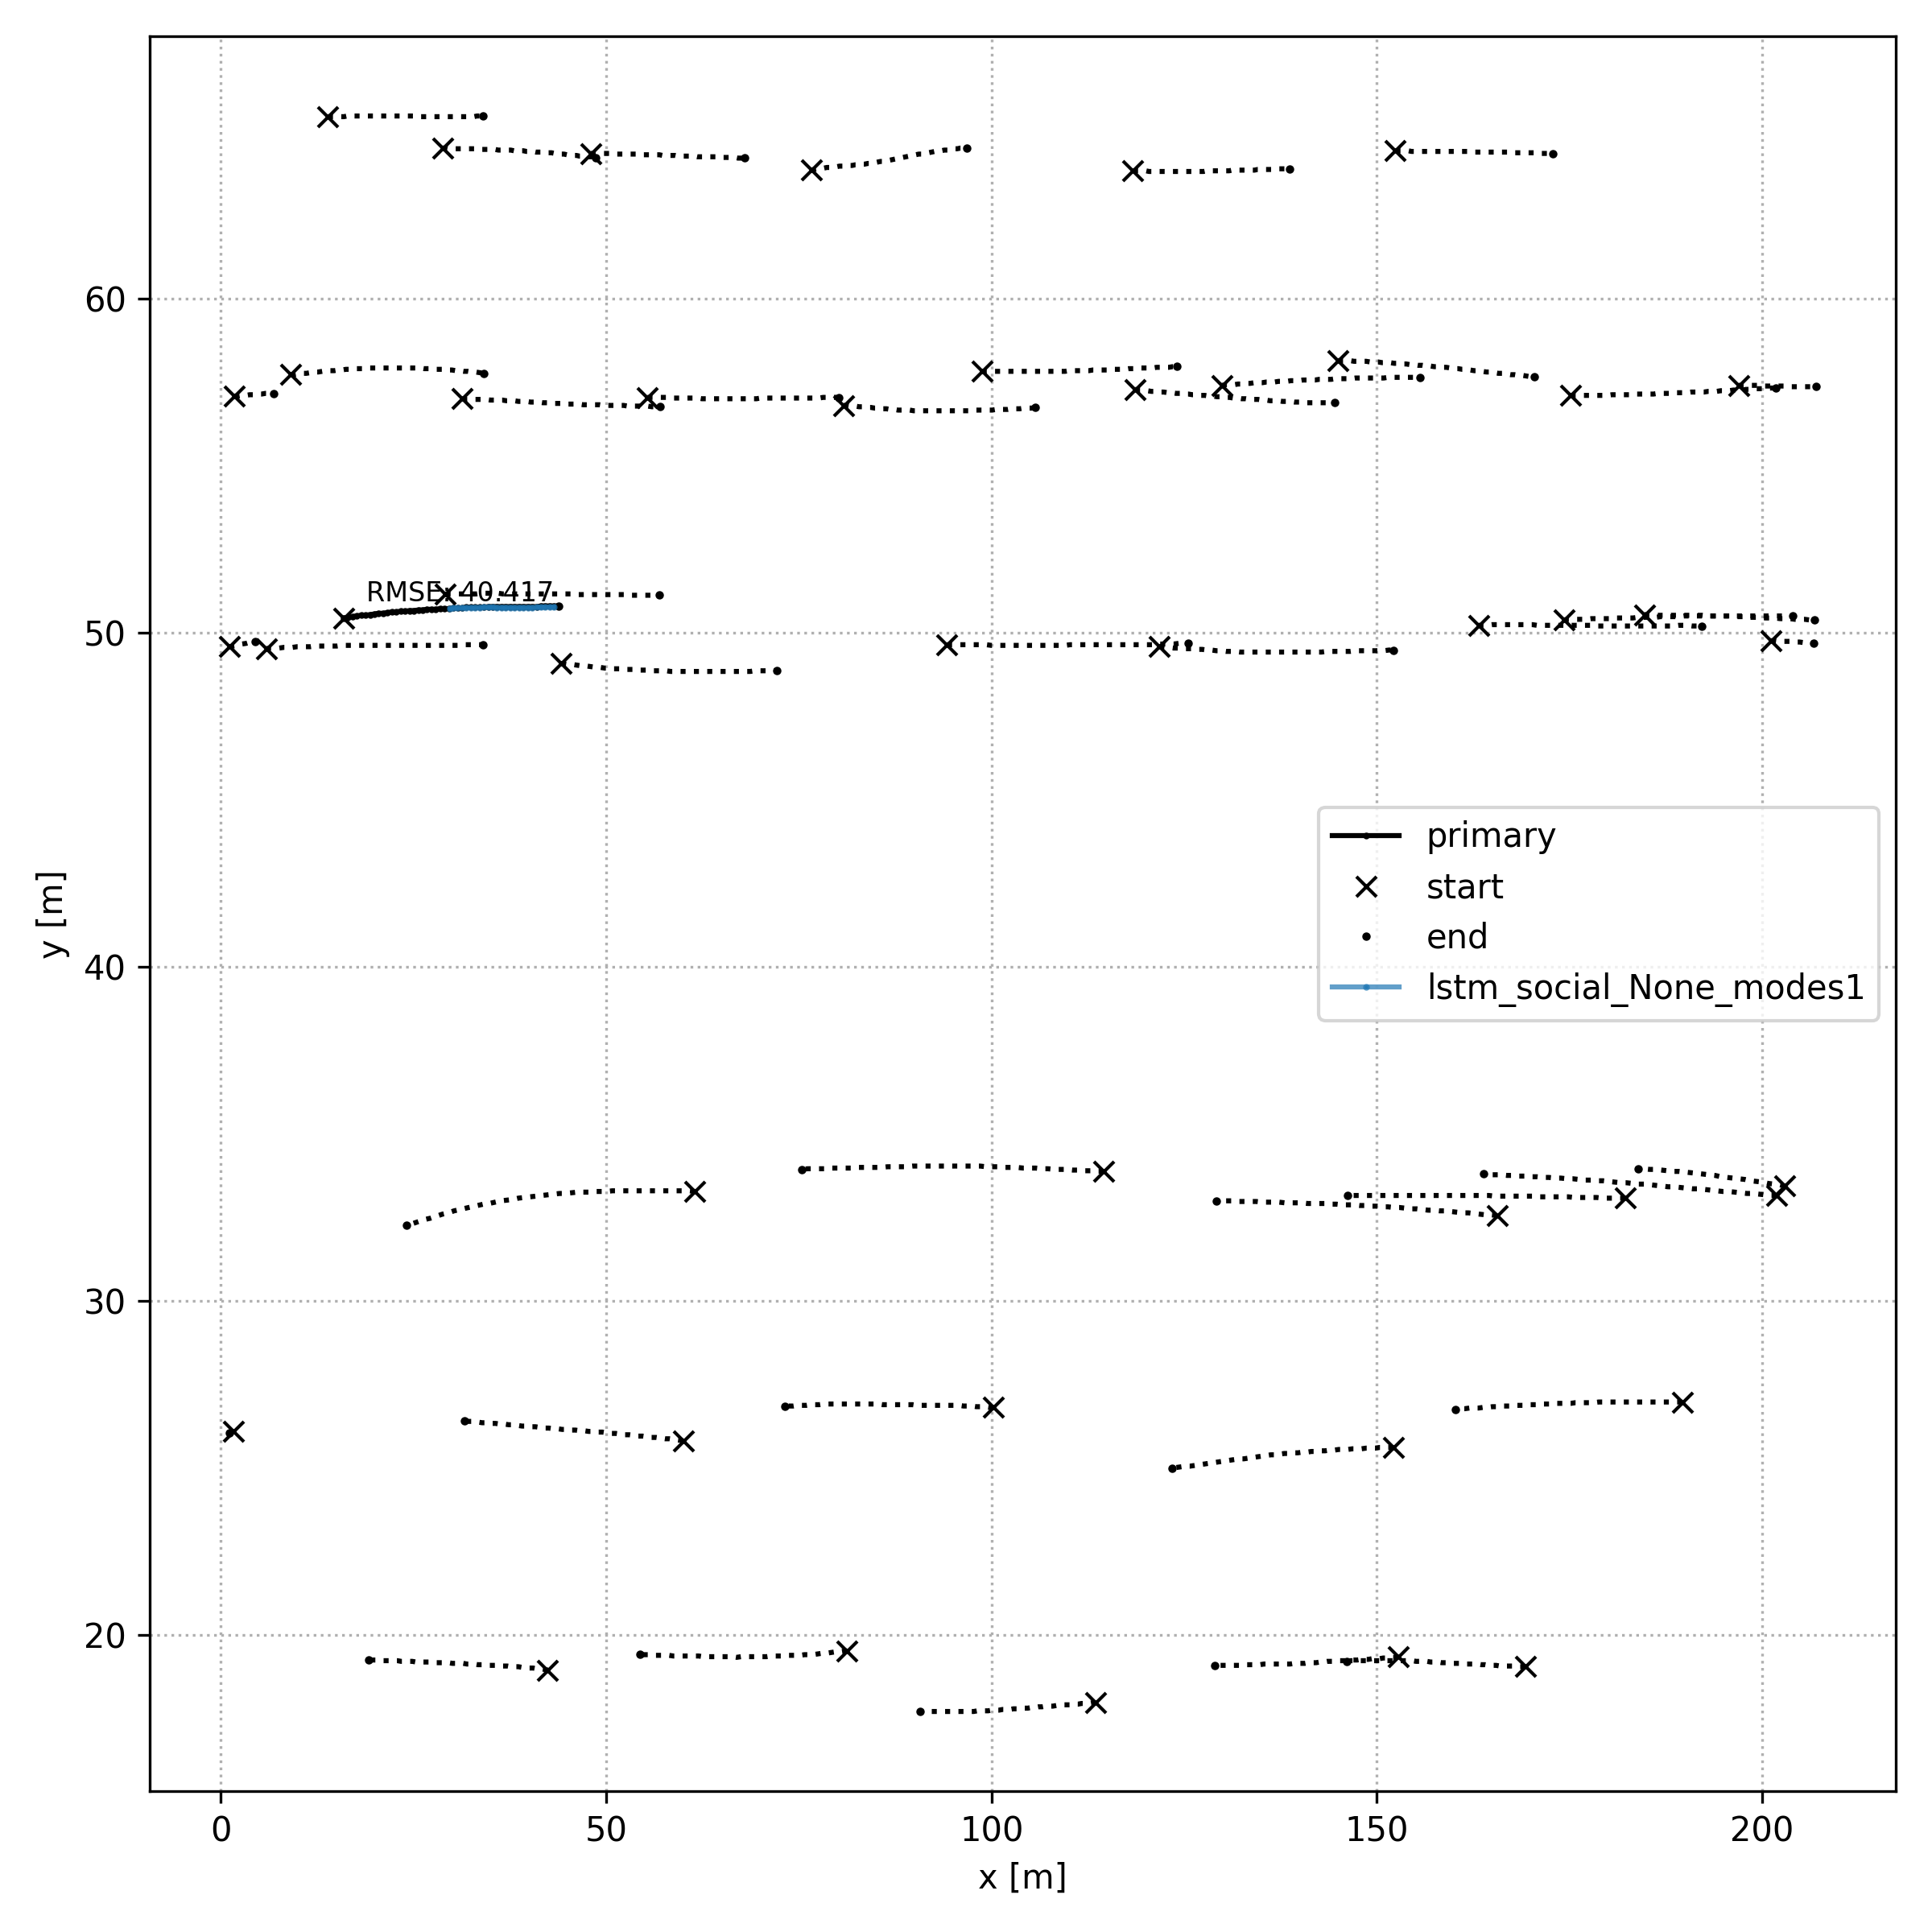 60
50
40
30
20
y [m]
RMSE: 40.417
primary
start
end
lstm_social_None_modes1
0 50 100 150 200
x [m]